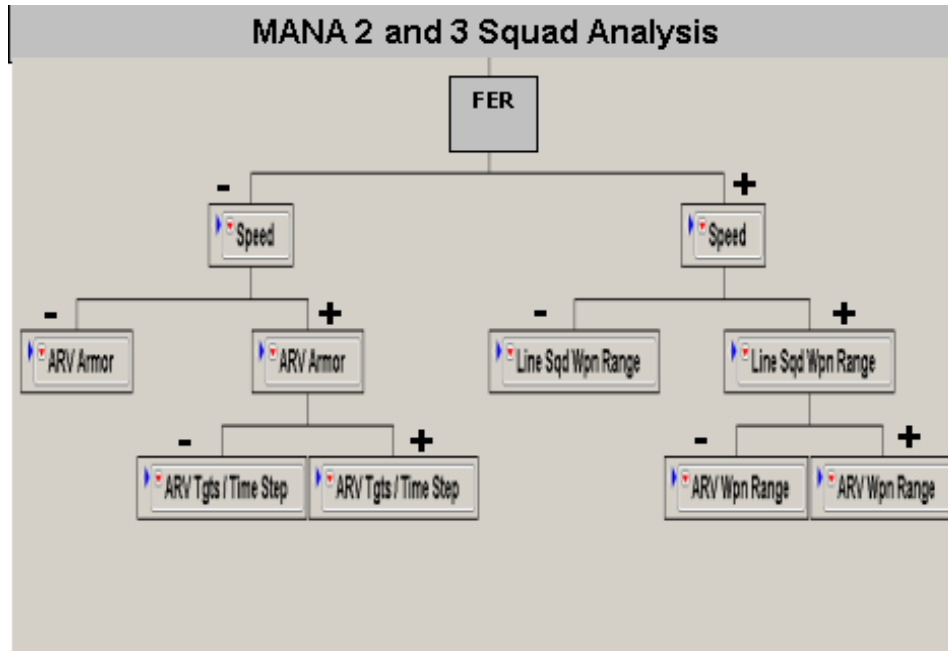 MANA 2 and 3 Squad Analysis
FER
- +
Speed Speed
- + - +
ARV Armor ARV Armor Line Sqd Wpn Range Line Sqd Wpn Range
- + - +
ARV Tgts / Time Step ARV Tgts / Time Step ARV Wpn Range ARV Wpn Range